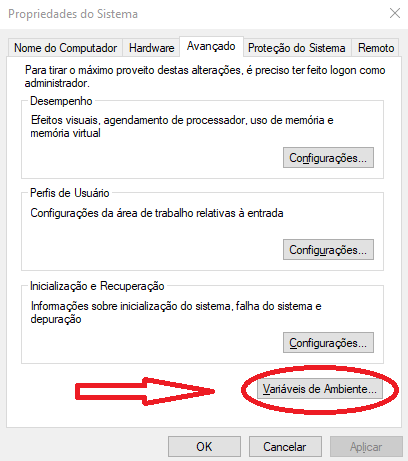 Propriedades do Sistema
Nome do Computador Hardware Avançado Proteção do Sistema Remoto
Para tirar o máximo proveito destas alterações, é preciso ter feito logon como
administrador.
Desempenho
Efeitos visuais, agendamento de processador, uso de memória e
memória virtual
Configurações...
Perfis de Usuário
Configurações da área de trabalho relativas à entrada
Configurações...
Inicialização e Recuperação
Informações sobre inicialização do sistema, falha do sistema e
depuração
Configurações...
Variáveis de Ambiente...
OK Cancelar Aplicar